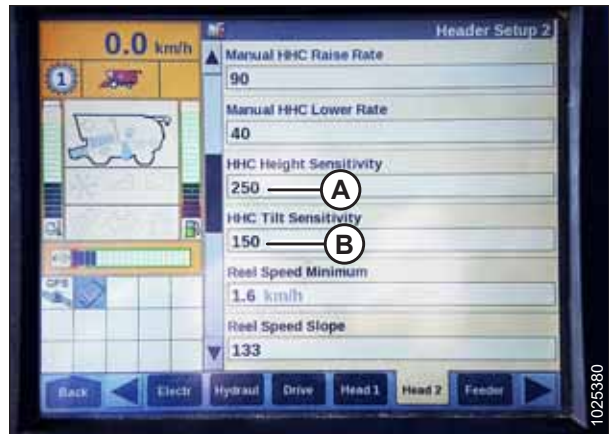 Header Setup 2
0.0 km/h
1
Manual HHC Raise Rate
90
Manual HHC Lower Rate
40
HHC Height Sensitivity
250
A
HHC Tilt Sensitivity
150
B
Reel Speed Minimum
1.6 km/h
Reel Speed Slope
133
GPS
Back
Electr
Hydraul
Drive
Head 1
Head 2
Feeder
1025380